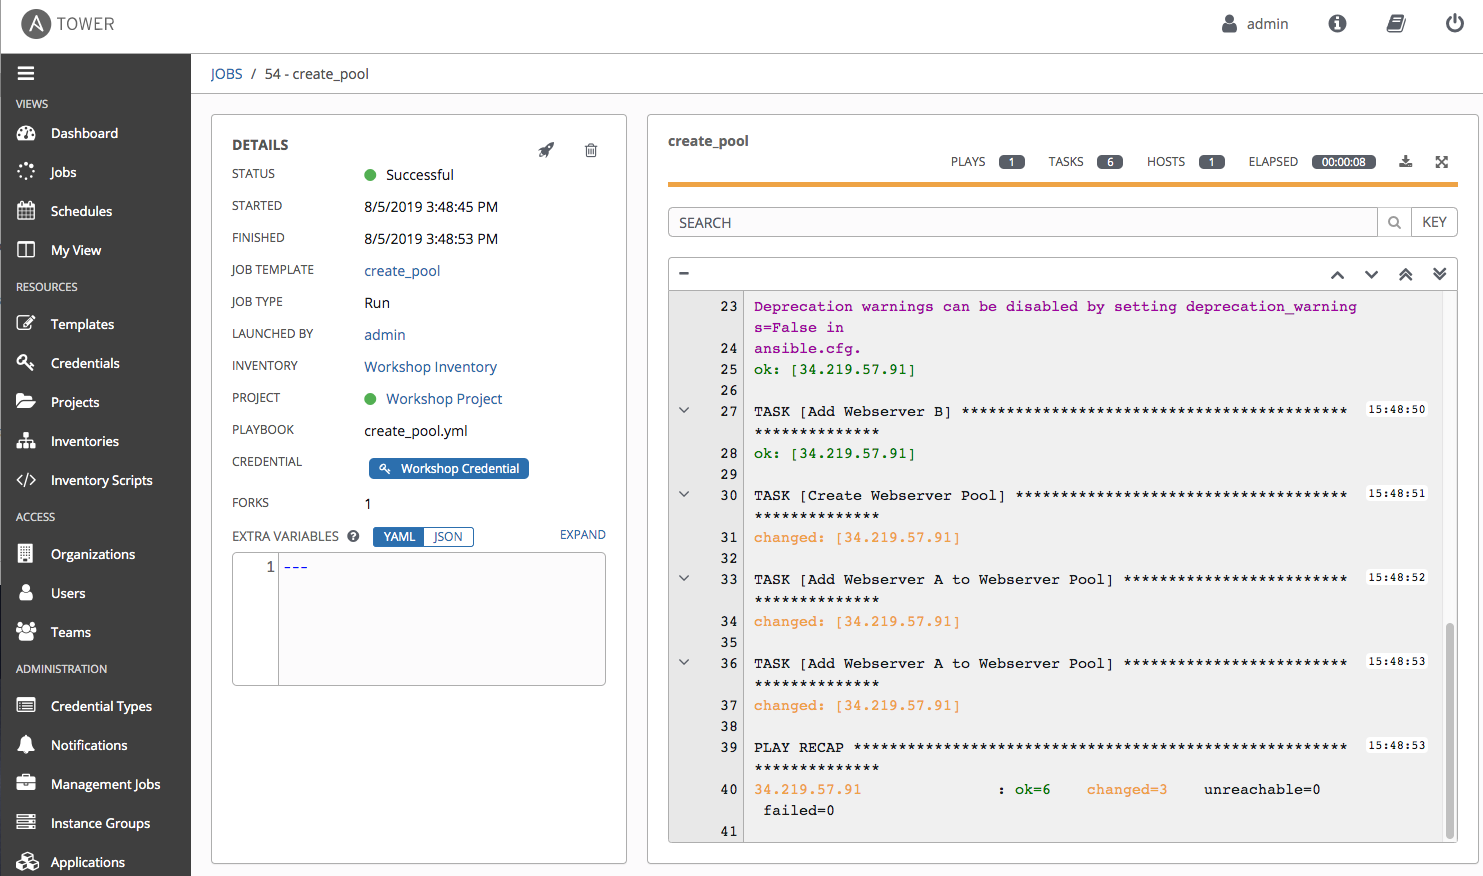 A TOWER
admin
JOBS / 54 - create_pool
VIEWS
Dashboard
Jobs
Schedules
My View
RESOURCES
Templates
Credentials
Projects
Inventories
Inventory Scripts
ACCESS
Organizations
Users
Teams
ADMINISTRATION
Credential Types
Notifications
Management Jobs
Instance Groups
Applications
DETAILS
STATUS Successful
STARTED 8/5/2019 3:48:45 PM
FINISHED 8/5/2019 3:48:53 PM
JOB TEMPLATE create_pool
JOB TYPE Run
LAUNCHED BY admin
INVENTORY Workshop Inventory
PROJECT Workshop Project
PLAYBOOK create_pool.yml
CREDENTIAL Workshop Credential
FORKS 1
EXTRA VARIABLES ? YAML JSON EXPAND
1 ---
create_pool
PLAYS 1 TASKS 6 HOSTS 1 ELAPSED 00:00:08
SEARCH KEY
23 Deprecation warnings can be disabled by setting deprecation_warning
s=False in
24 ansible.cfg.
25 ok: [34.219.57.91]
26
27 TASK [Add Webserver B] ******************************************* 15:48:50
**************
28 ok: [34.219.57.91]
29
30 TASK [Create Webserver Pool] ************************************* 15:48:51
**************
31 changed: [34.219.57.91]
32
33 TASK [Add Webserver A to Webserver Pool] ************************* 15:48:52
**************
34 changed: [34.219.57.91]
35
36 TASK [Add Webserver A to Webserver Pool] ************************* 15:48:53
**************
37 changed: [34.219.57.91]
38
39 PLAY RECAP ******************************************************* 15:48:53
**************
40 34.219.57.91 : ok=6 changed=3 unreachable=0
failed=0
41